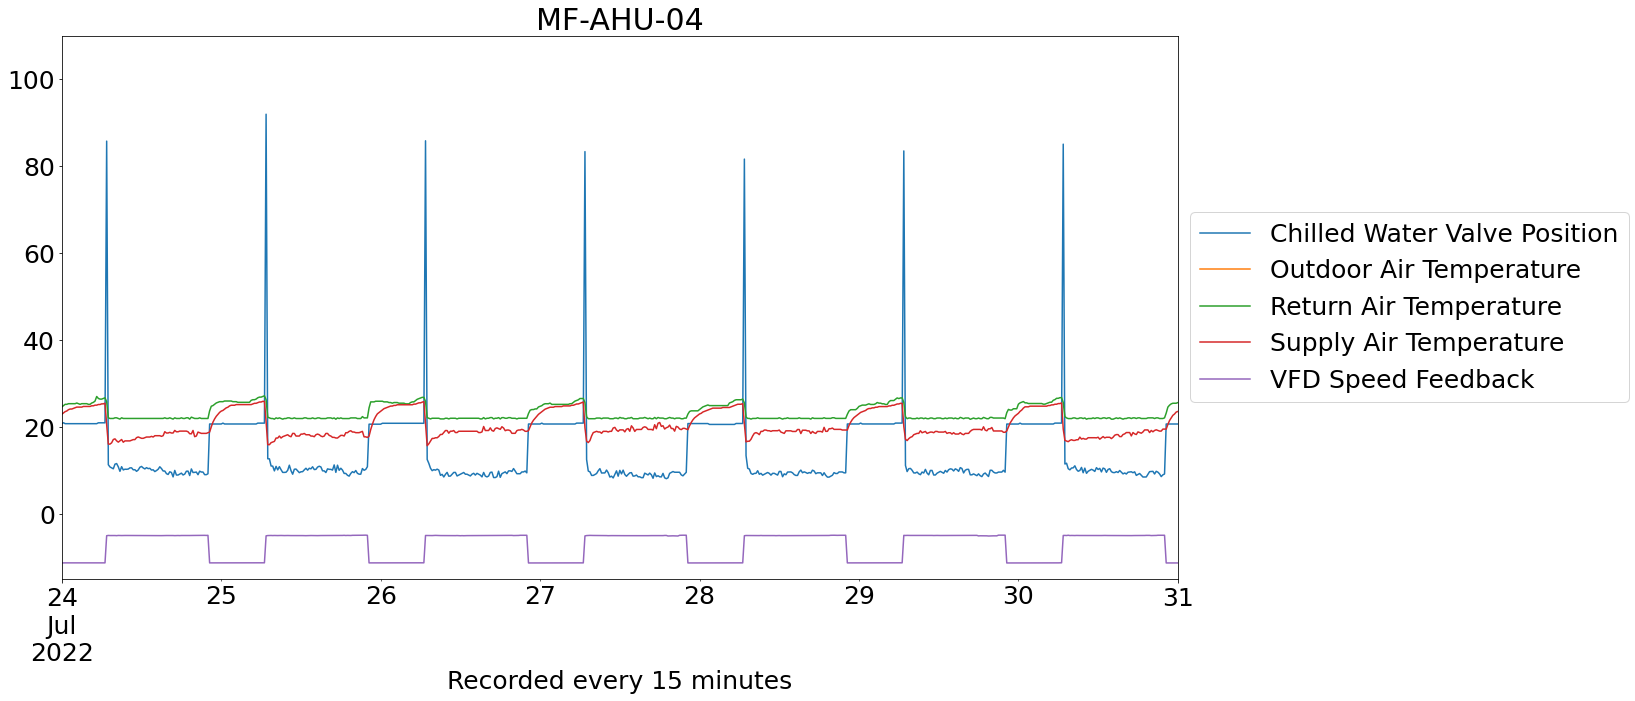 MF-AHU-04
100
80
60
40
20
0
24 25 26 27 28 29 30 31
Jul
2022
Recorded every 15 minutes
Chilled Water Valve Position
Outdoor Air Temperature
Return Air Temperature
Supply Air Temperature
VFD Speed Feedback